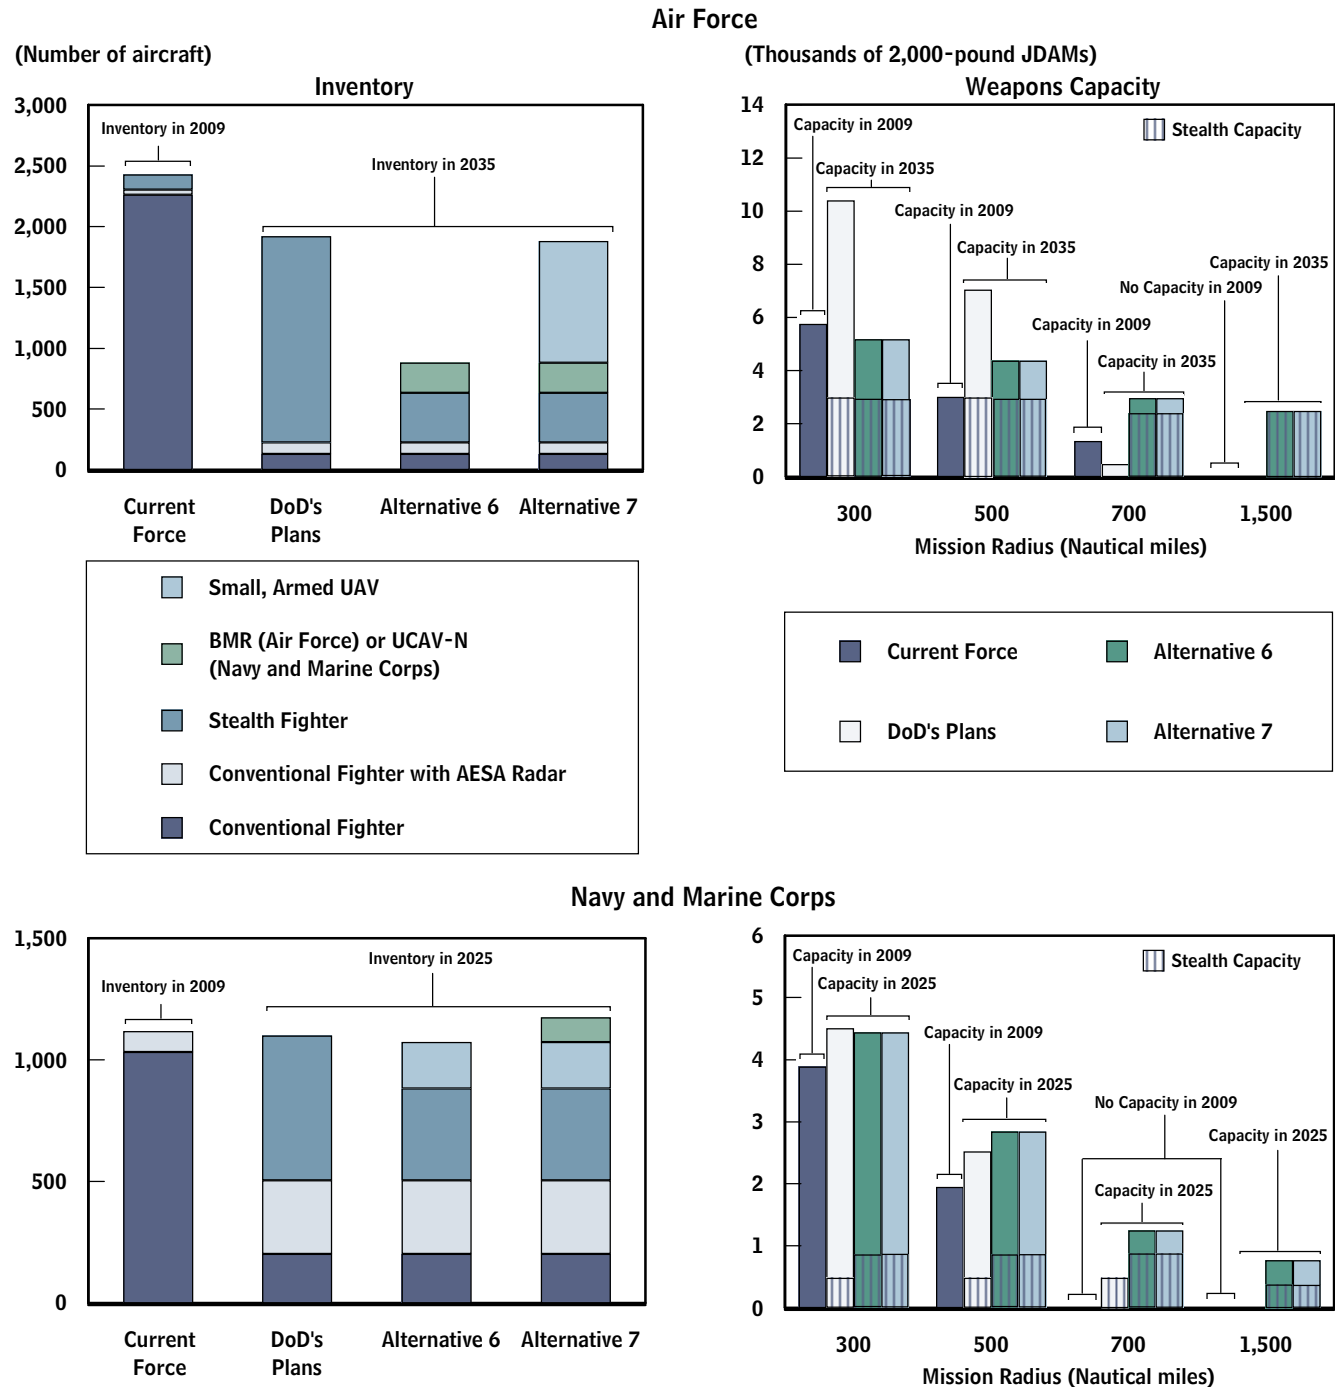 Air Force
(Number of aircraft)
Inventory
3,000
2,500
2,000
1,500
1,000
500
0
Inventory in 2009
Inventory in 2035
Current
Force
DoD's
Plans
Alternative 6
Alternative 7
(Thousands of 2,000-pound JDAMs)
Weapons Capacity
14
12
10
8
6
4
2
0
Stealth Capacity
Capacity in 2009
Capacity in 2035
Capacity in 2009
Capacity in 2035
Capacity in 2009
Capacity in 2035
No Capacity in 2009
Capacity in 2035
300
500
700
1,500
Mission Radius (Nautical miles)
Small, Armed UAV
BMR (Air Force) or UCAV-N
(Navy and Marine Corps)
Stealth Fighter
Conventional Fighter with AESA Radar
Conventional Fighter
Current Force
Alternative 6
DoD's Plans
Alternative 7
Navy and Marine Corps
1,500
1,000
500
0
Inventory in 2009
Inventory in 2025
Current
Force
DoD's
Plans
Alternative 6
Alternative 7
6
5
4
3
2
1
0
Stealth Capacity
Capacity in 2009
Capacity in 2025
Capacity in 2009
Capacity in 2025
No Capacity in 2009
Capacity in 2025
Capacity in 2025
300
500
700
1,500
Mission Radius (Nautical miles)